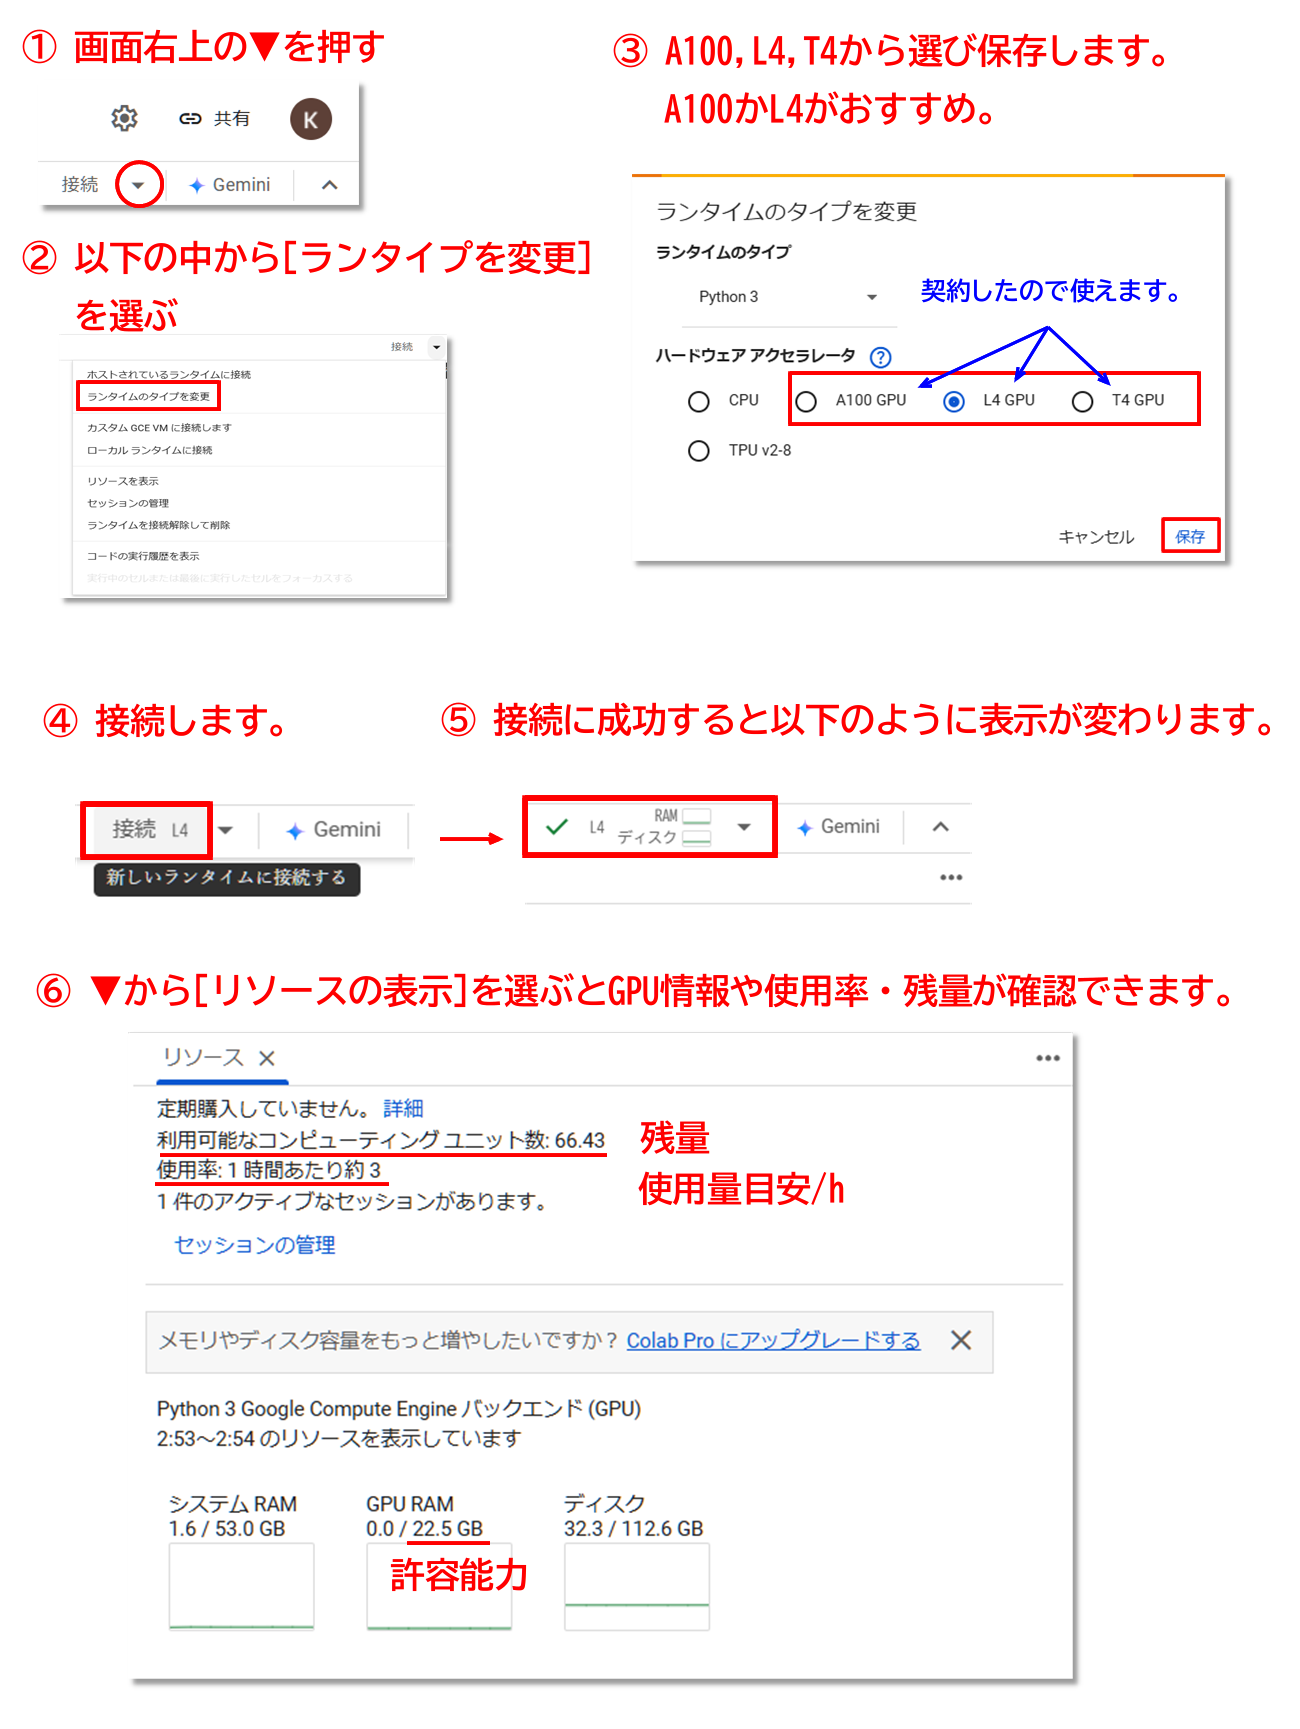 ① 画面右上の▼を押す
共有
K
接続
Gemini
② 以下の中から[ランタイプを変更]
を選ぶ
接続
ホストされているランタイムに接続
ランタイムのタイプを変更
カスタム GCE VM に接続します
ローカル ランタイムに接続
リソースを表示
セッションの管理
ランタイムを接続解除して削除
コードの実行履歴を表示
実行中のセルまたは最後に実行したセルをフォーカスする
③ A100,L4,T4から選び保存します。
A100かL4がおすすめ。
ランタイムのタイプを変更
ランタイムのタイプ
Python 3
契約したので使えます。
ハードウェア アクセラレータ ?
CPU A100 GPU L4 GPU T4 GPU
TPU v2-8
キャンセル 保存
④ 接続します。
接続 L4 Gemini
新しいランタイムに接続する
⑤ 接続に成功すると以下のように表示が変わります。
L4 RAM
ディスク
Gemini
⑥ ▼から[リソースの表示]を選ぶとGPU情報や使用率・残量が確認できます。
リソース
定期購入していません。 詳細
利用可能なコンピューティング ユニット数: 66.43
残量
使用率: 1 時間あたり約 3
使用量目安/h
1 件のアクティブなセッションがあります。
セッションの管理
メモリやディスク容量をもっと増やしたいですか? Colab Pro にアップグレードする
Python 3 Google Compute Engine バックエンド (GPU)
2:53～2:54 のリソースを表示しています
システム RAM GPU RAM ディスク
1.6 / 53.0 GB 0.0 / 22.5 GB 32.3 / 112.6 GB
許容能力